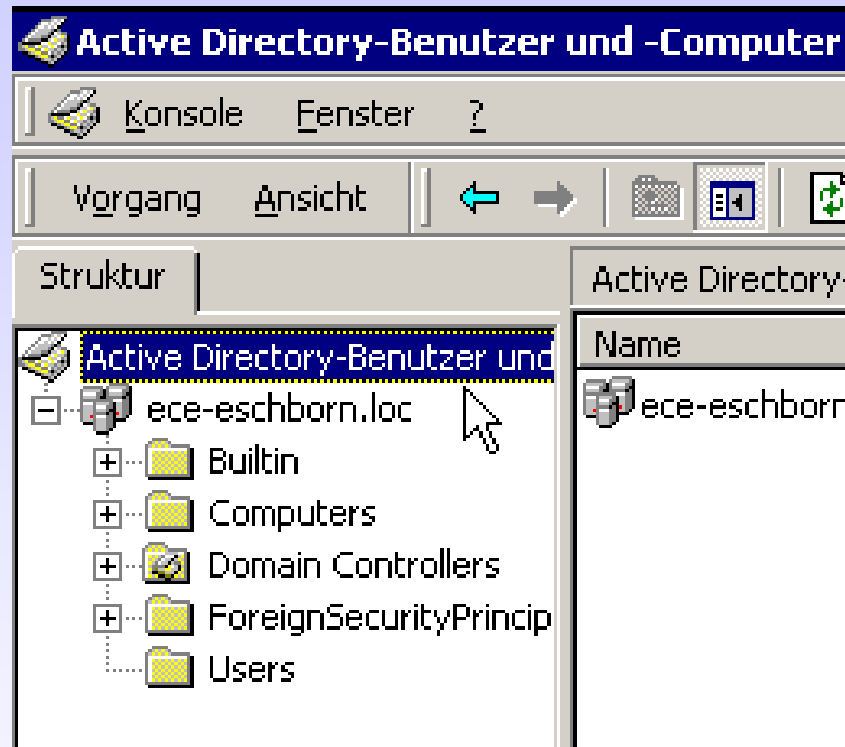 Active Directory-Benutzer und -Computer
Konsole Fenster ?
Vorgang Ansicht
Struktur
Active Directory-
Active Directory-Benutzer und
ece-eschborn.loc
Builtin
Computers
Domain Controllers
ForeignSecurityPrincip
Users
Name
ece-eschborn